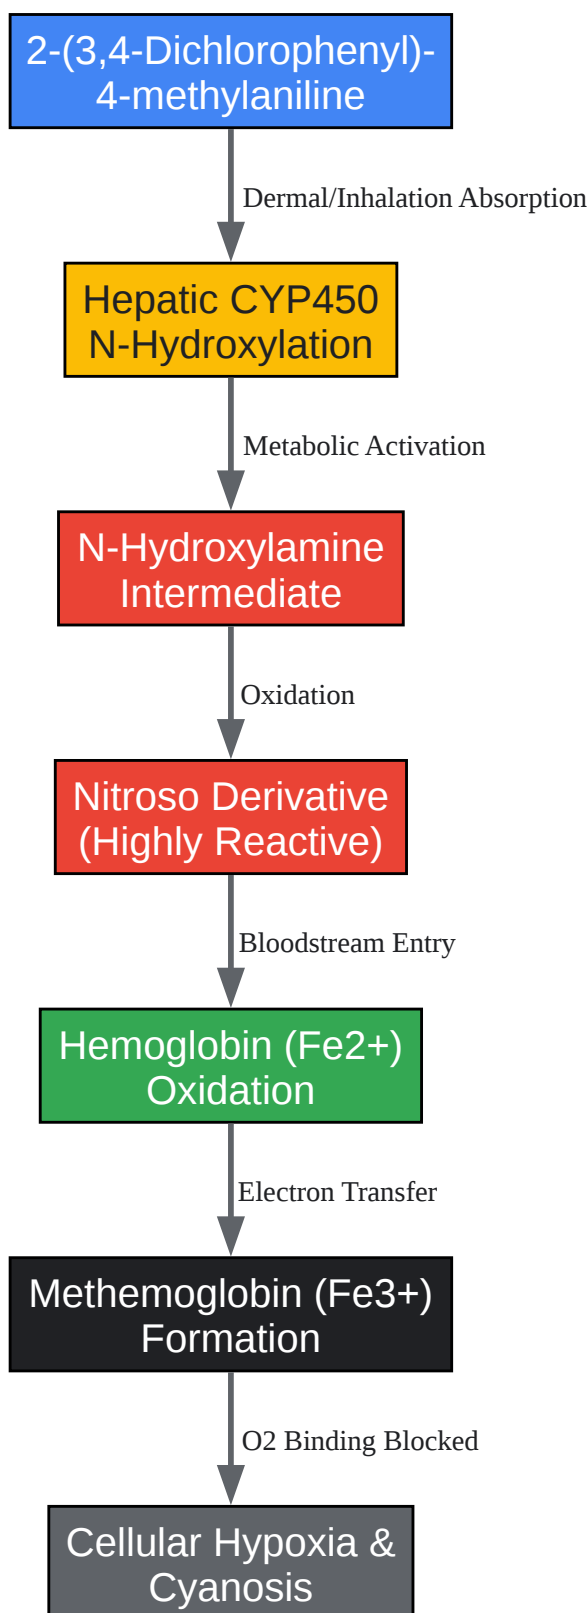 2-(3,4-Dichlorophenyl)-
4-methylaniline
Dermal/Inhalation Absorption
Hepatic CYP450
N-Hydroxylation
Metabolic Activation
N-Hydroxylamine
Intermediate
Oxidation
Nitroso Derivative
(Highly Reactive)
Bloodstream Entry
Hemoglobin (Fe2+)
Oxidation
Electron Transfer
Methemoglobin (Fe3+)
Formation
O2 Binding Blocked
Cellular Hypoxia &
Cyanosis